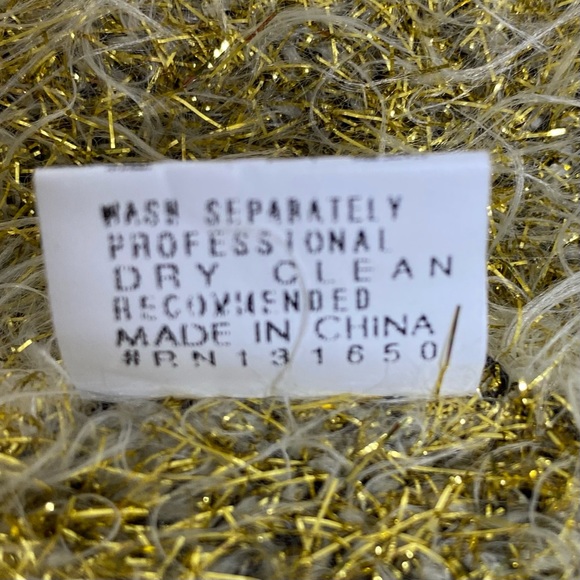 WASH SEPARATELY
PROFESSIONAL
DRY CLEAN
RECOMMENDED
MADE IN CHINA
#RN131650